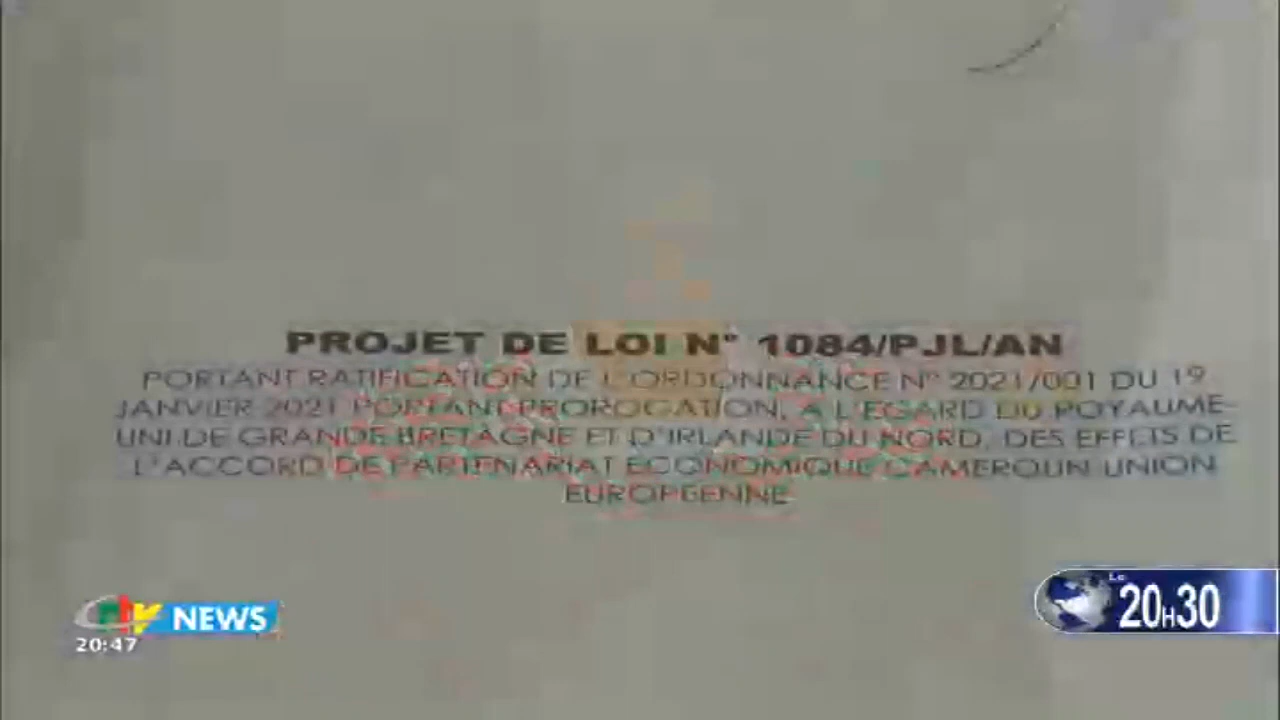 PROJET DE LOI N° 1084/PJL/AN
PORTANT RATIFICATION DE L'ORDONNANCE N° 2021/001 DU 19
JANVIER 2021 PORTANT PROROGATION, A L'EGARD DU ROYAUME-
UNI DE GRANDE BRETAGNE ET D'IRLANDE DU NORD, DES EFFETS DE
L'ACCORD DE PARTENARIAT ECONOMIQUE CAMEROUN-UNION
EUROPEENNE
NEWS
20:47
Le
20H30